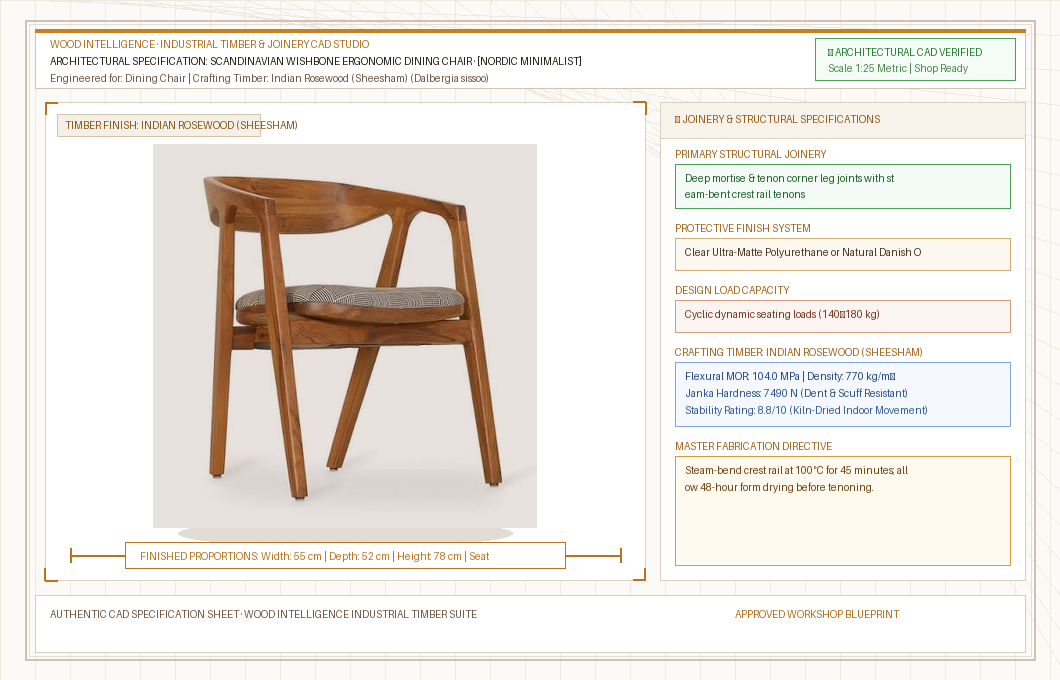 WOOD INTELLIGENCE · INDUSTRIAL TIMBER & JOINERY CAD STUDIO
ARCHITECTURAL SPECIFICATION: SCANDINAVIAN WISHBONE ERGONOMIC DINING CHAIR · [NORDIC MINIMALIST]
Engineered for: Dining Chair | Crafting Timber: Indian Rosewood (Sheesham) (Dalbergia sissoo)
ARCHITECTURAL CAD VERIFIED
Scale 1:25 Metric | Shop Ready
TIMBER FINISH: INDIAN ROSEWOOD (SHEESHAM)
FINISHED PROPORTIONS: Width: 55 cm | Depth: 52 cm | Height: 78 cm | Seat
JOINERY & STRUCTURAL SPECIFICATIONS
PRIMARY STRUCTURAL JOINERY
Deep mortise & tenon corner leg joints with st
eam-bent crest rail tenons
PROTECTIVE FINISH SYSTEM
Clear Ultra-Matte Polyurethane or Natural Danish O
DESIGN LOAD CAPACITY
Cyclic dynamic seating loads (140▯180 kg)
CRAFTING TIMBER: INDIAN ROSEWOOD (SHEESHAM)
Flexural MOR: 104.0 MPa | Density: 770 kg/m▯
Janka Hardness: 7490 N (Dent & Scuff Resistant)
Stability Rating: 8.8/10 (Kiln-Dried Indoor Movement)
MASTER FABRICATION DIRECTIVE
Steam-bend crest rail at 100°C for 45 minutes; all
ow 48-hour form drying before tenoning.
AUTHENTIC CAD SPECIFICATION SHEET · WOOD INTELLIGENCE INDUSTRIAL TIMBER SUITE
APPROVED WORKSHOP BLUEPRINT